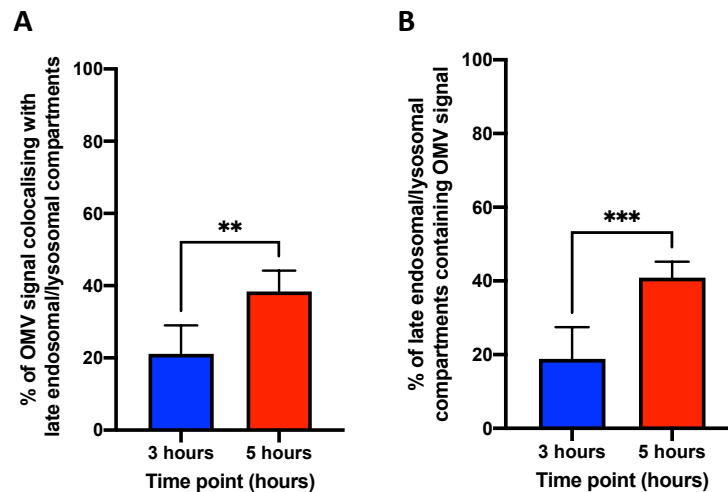 A
% of OMV signal colocalising with
late endosomal/lysosomal compartments
100
80
60
40
20
0
**
3 hours
5 hours
Time point (hours)
B
% of late endosomal/lysosomal
compartments containing OMV signal
100
80
60
40
20
0
***
3 hours
5 hours
Time point (hours)